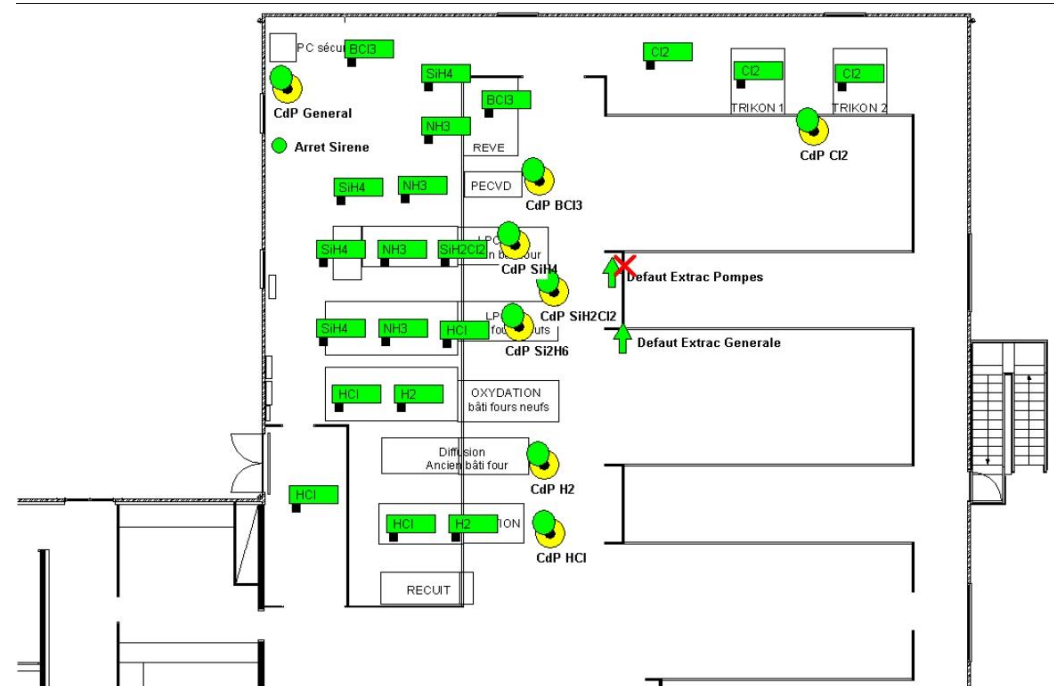 PC sécu
BCl3
Cl2
SiH4
Cl2
Cl2
CdP General
BCl3
TRIKON 1
TRIKON 2
NH3
CdP Cl2
Arret Sirene
REVE
SiH4
NH3
PECVD
CdP BCl3
SiH4
NH3
SiH2Cl2
four
CdP SiH4
Defaut Extrac Pompes
CdP SiH2Cl2
SiH4
NH3
HCl
CdP Si2H6
Defaut Extrac Generale
HCl
H2
OXYDATION
bâti fours neufs
Diffusion
Ancien bâti four
CdP H2
HCl
HCl
H2
TION
CdP HCl
RECUIT